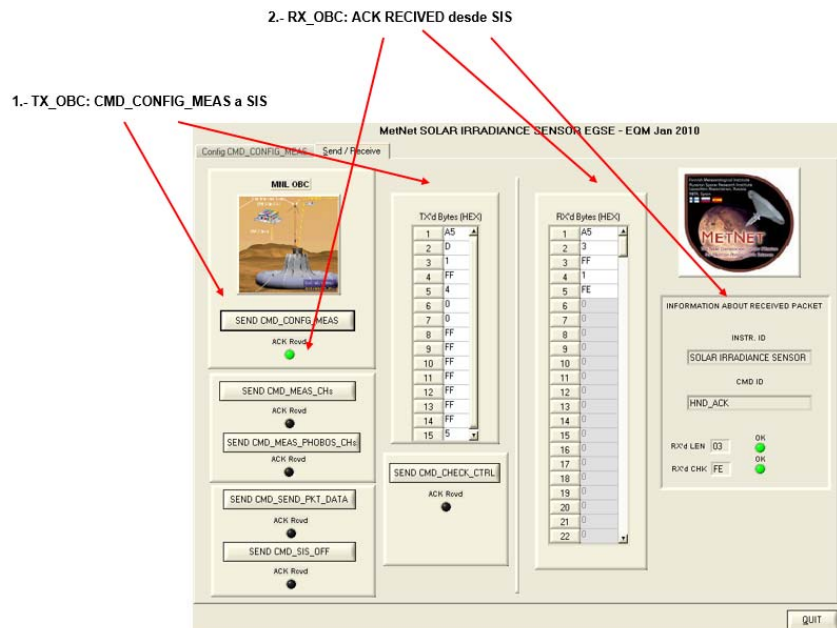 2.- RX_OBC: ACK RECIVED desde SIS
1.- TX_OBC: CMD_CONFIG_MEAS a SIS
MetNet SOLAR IRRADIANCE SENSOR EGSE - EQM Jan 2010
Config CMD_CONFIG_MEAS
Send / Receive
MNL OBC
SEND CMD_CONFG_MEAS
ACK Rcvd
SEND CMD_MEAS_CHs
ACK Rcvd
SEND CMD_MEAS_PHOBOS_CHs
ACK Rcvd
SEND CMD_SEND_PKT_DATA
ACK Rcvd
SEND CMD_SIS_OFF
ACK Rcvd
TX'd Bytes (HEX)
1 A5
2 D
3 1
4 FF
5 4
6 0
7 0
8 FF
9 FF
10 FF
11 FF
12 FF
13 FF
14 FF
15 5
SEND CMD_CHECK_CTRL
ACK Rcvd
RX'd Bytes (HEX)
1 A5
2 3
3 FF
4 1
5 FE
6 0
7 0
8 0
9 0
10 0
11 0
12 0
13 0
14 0
15 0
16 0
17 0
18 0
19 0
20 0
21 0
22 0
METNET
INFORMATION ABOUT RECEIVED PACKET
INSTR. ID
SOLAR IRRADIANCE SENSOR
CMD ID
HND_ACK
OK
RX'd LEN 03
OK
RX'd CHK FE
QUIT